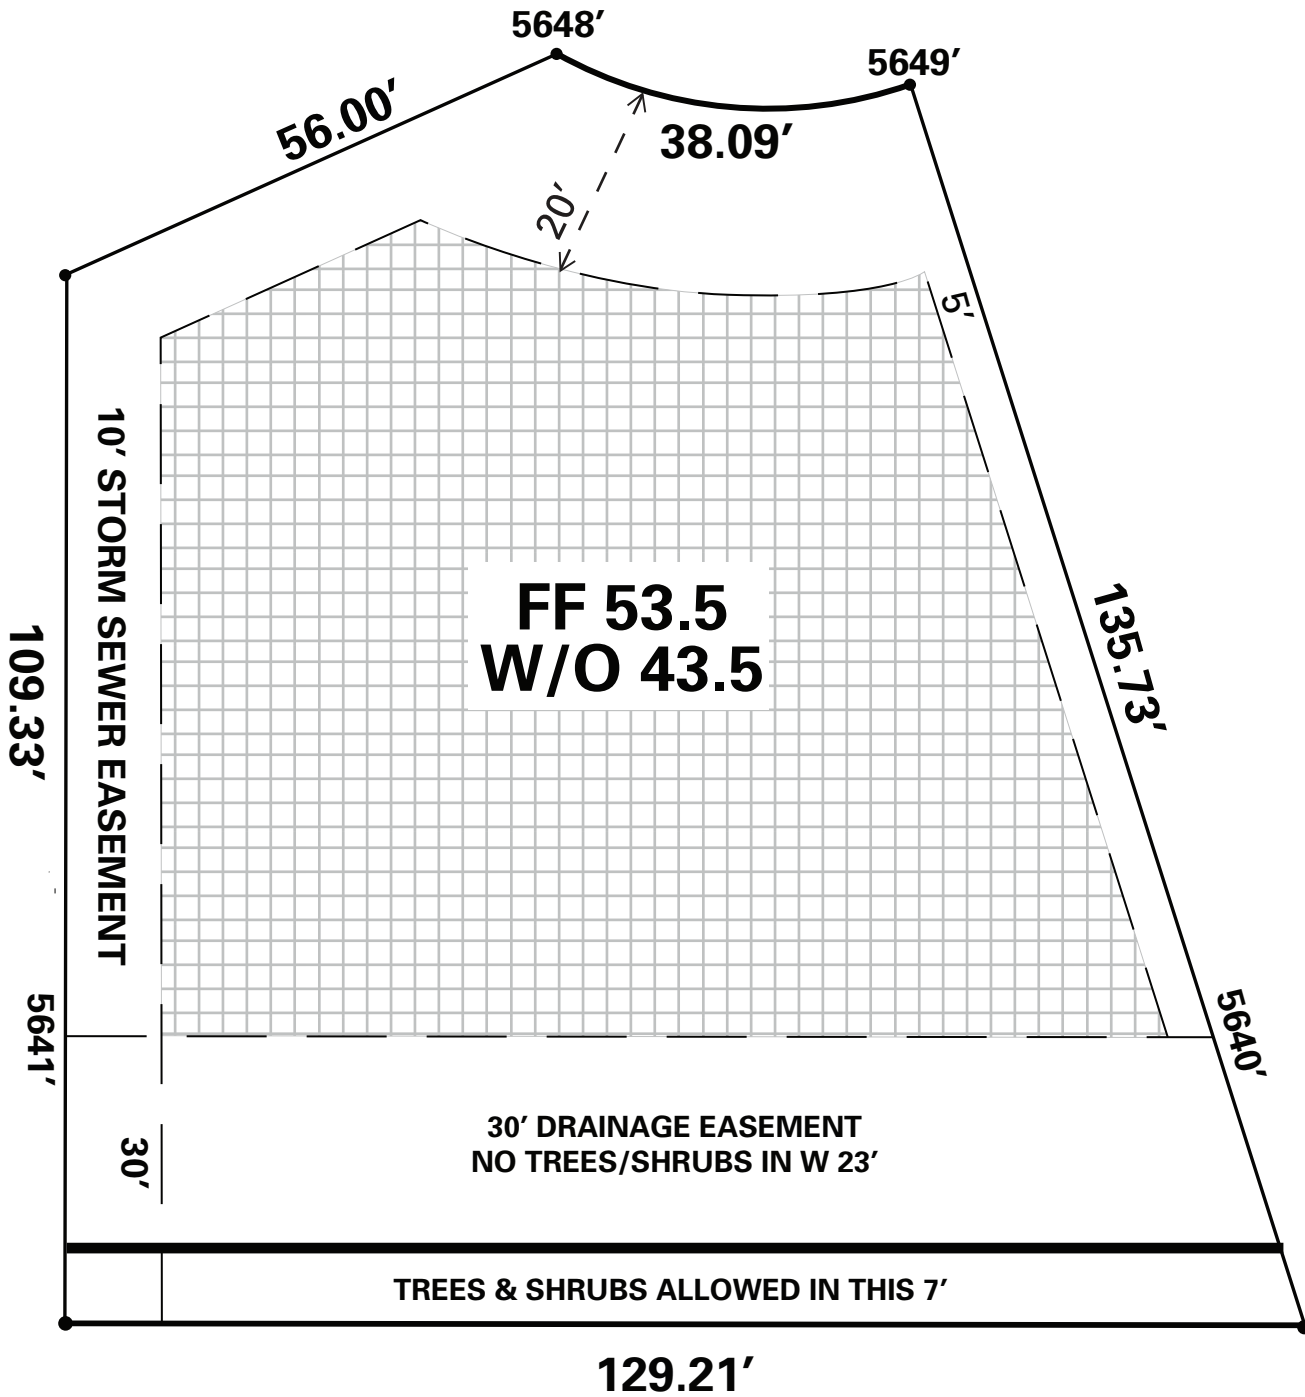 5648’
5649’
56.00’
38.09’
20’
5’
10’ STORM SEWER EASEMENT
FF 53.5
W/O 43.5
109.33’
135.73’
5641’
5640’
30’
30’ DRAINAGE EASEMENT
NO TREES/SHRUBS IN W 23’
TREES & SHRUBS ALLOWED IN THIS 7’
129.21’